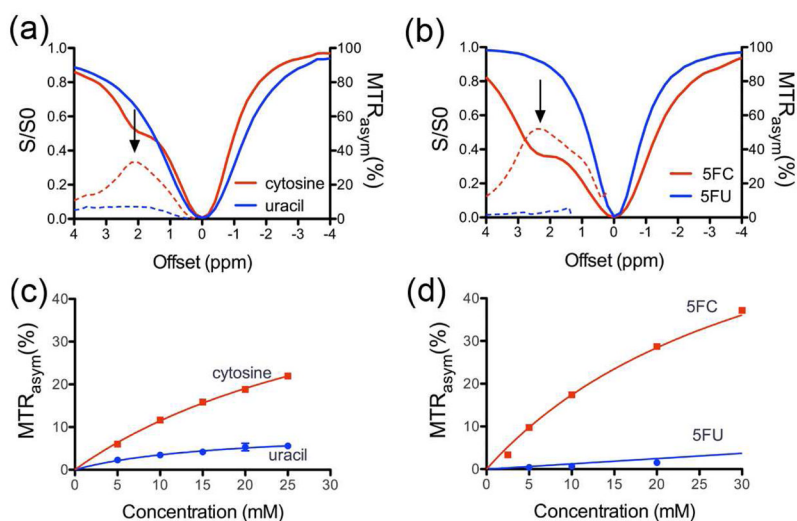 (a)
1.0
0.8
0.6
0.4
0.2
0.0
S/S0
100
80
60
40
20
0
MTRasym(%)
cytosine
uracil
4 3 2 1 0 -1 -2 -3 -4
Offset (ppm)
(b)
1.0
0.8
0.6
0.4
0.2
0.0
S/S0
100
80
60
40
20
0
MTRasym(%)
5FC
5FU
4 3 2 1 0 -1 -2 -3 -4
Offset (ppm)
(c)
40
30
20
10
0
MTRasym(%)
cytosine
uracil
0 5 10 15 20 25 30
Concentration (mM)
(d)
40
30
20
10
0
MTRasym(%)
5FC
5FU
0 5 10 20 30
Concentration (mM)